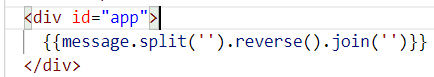 <div id="app">
{{message.split('').reverse().join('')}}
</div>